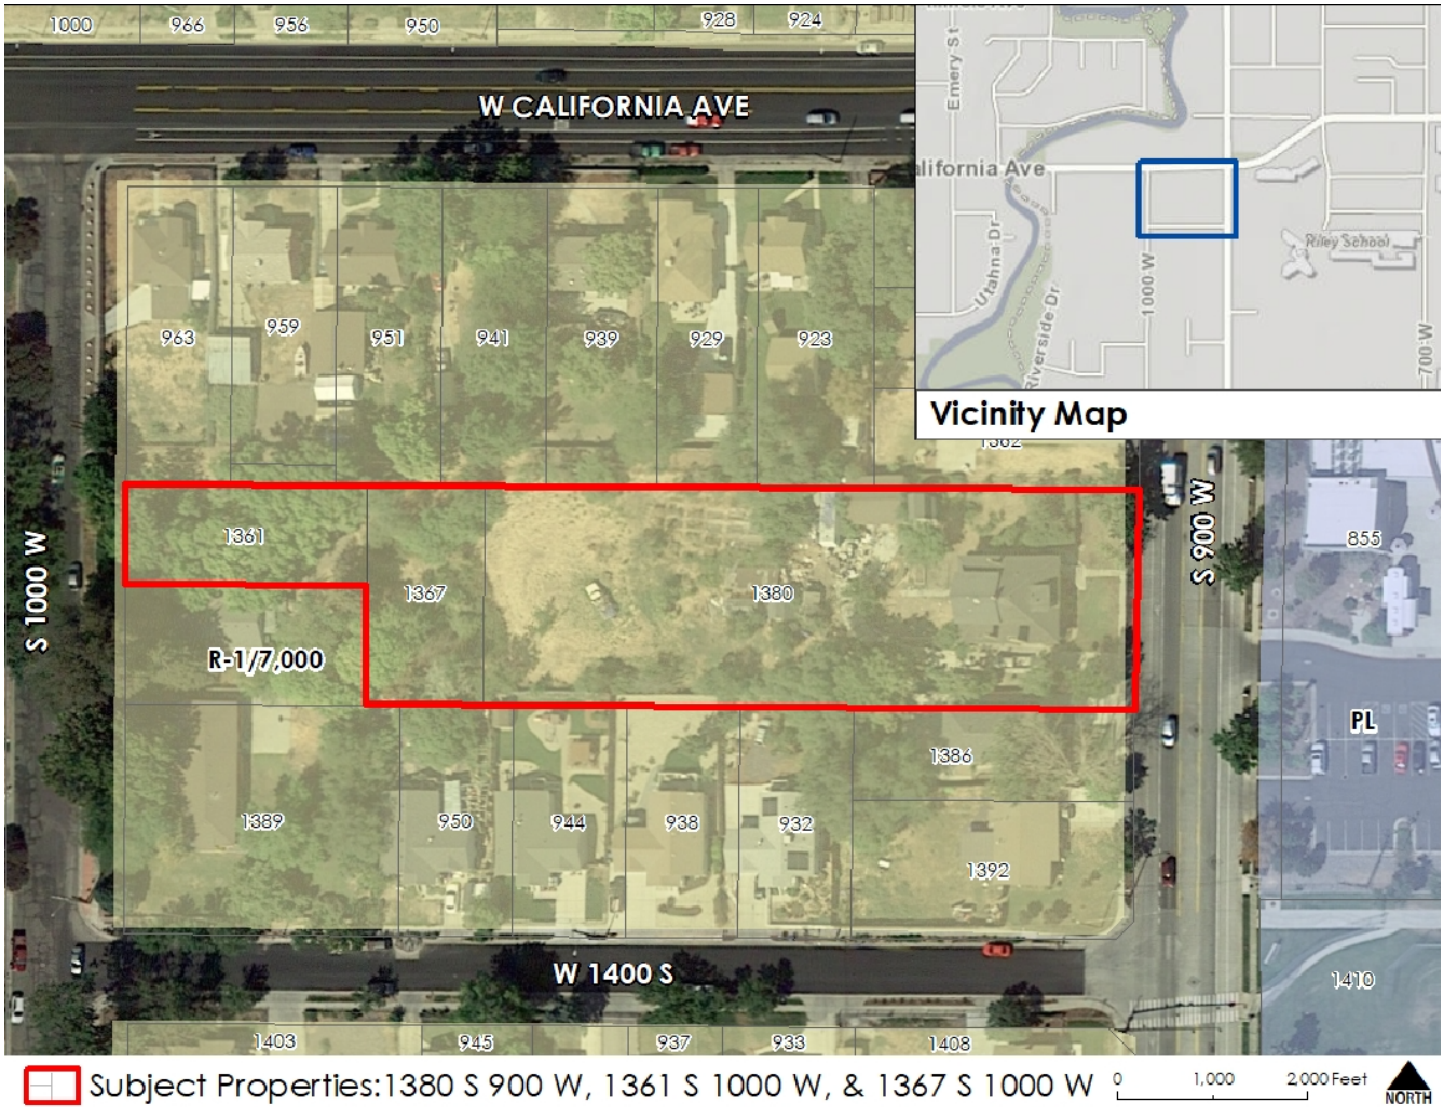 1000 966 956 950 928 924
W CALIFORNIA AVE
Emery St
alifornia Ave
Utahna Dr
Riverside Dr
1000 W
Riley School
700 W
Vicinity Map
963 959 951 941 939 929 923
1362
S 1000 W
1361
1367
1380
S 900 W
855
R-1/7,000
PL
1386
1389 950 944 938 932
1392
W 1400 S
1410
1403 945 937 933 1408
Subject Properties:1380 S 900 W, 1361 S 1000 W, & 1367 S 1000 W
0 1,000 2,000 Feet
NORTH